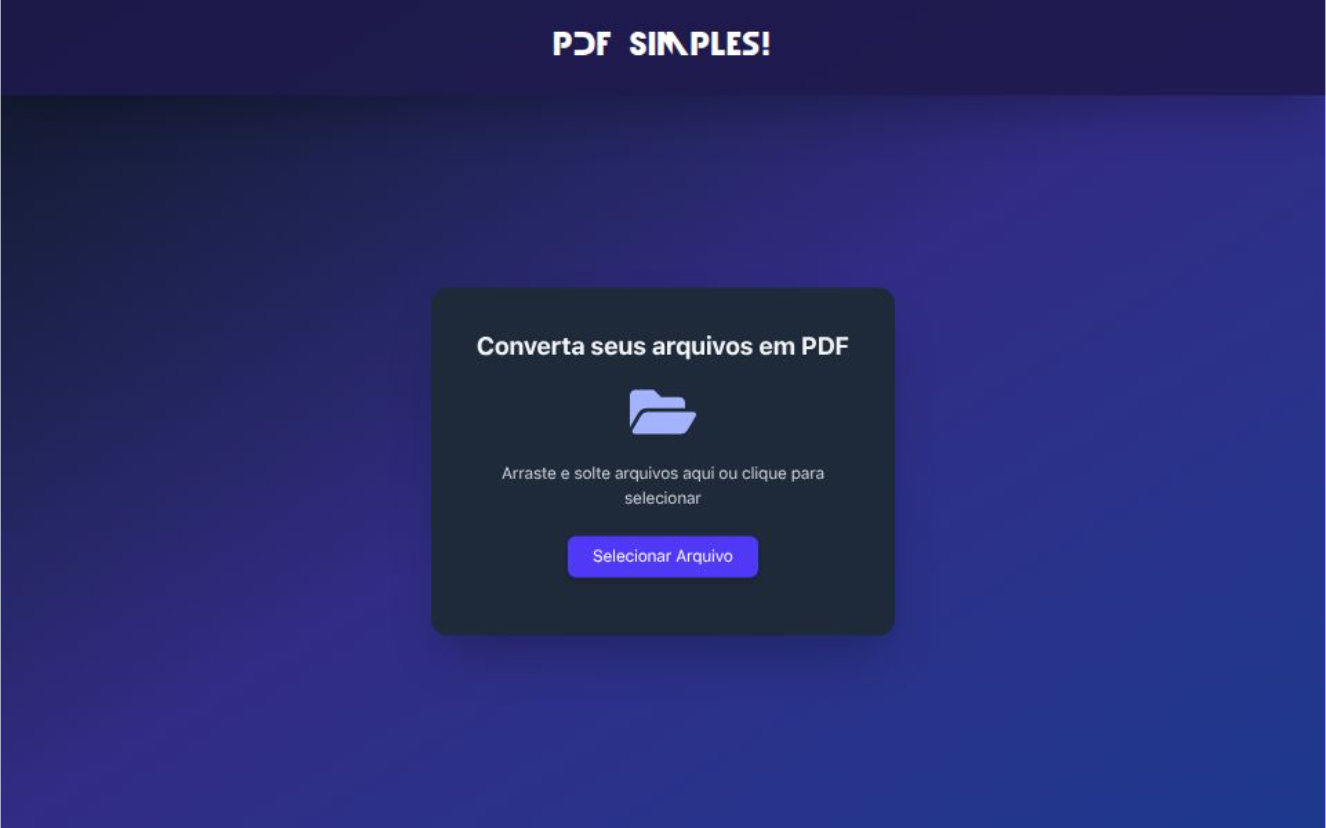 PDF SIMPLES!
Converta seus arquivos em PDF
Arraste e solte arquivos aqui ou clique para
selecionar
Selecionar Arquivo